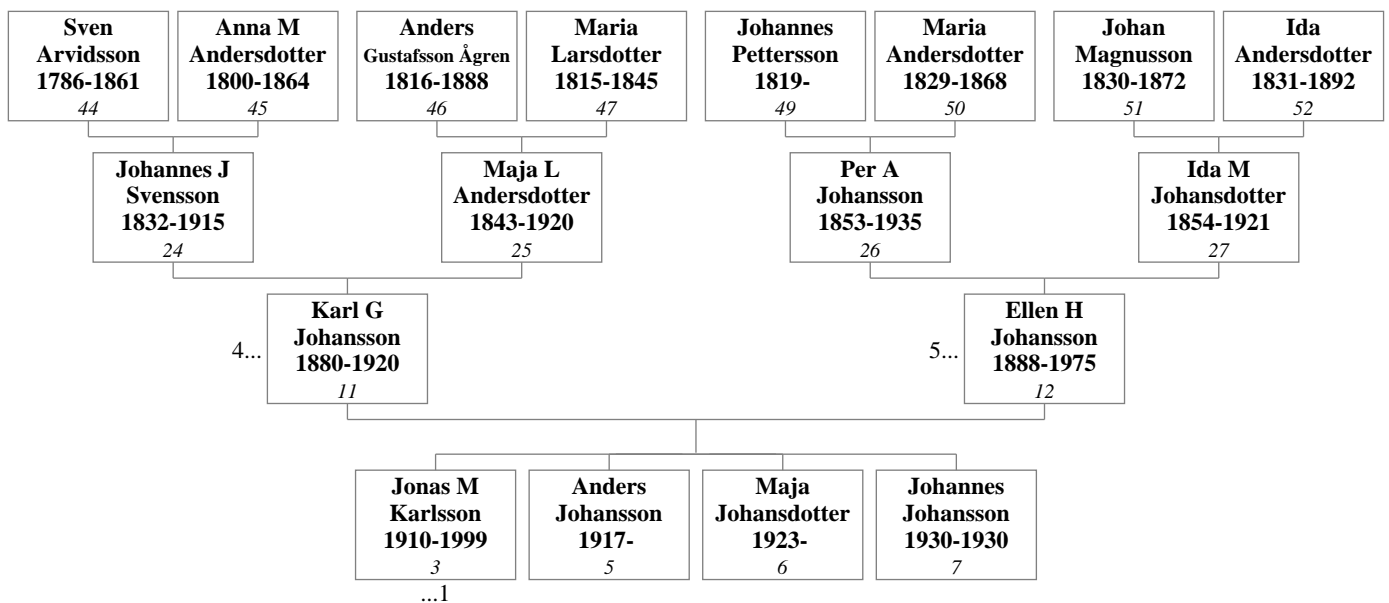 Sven
Arvidsson
1786-1861
44
Anna M
Andersdotter
1800-1864
45
Anders
Gustafsson Ågren
1816-1888
46
Maria
Larsdotter
1815-1845
47
Johannes
Pettersson
1819-
49
Maria
Andersdotter
1829-1868
50
Johan
Magnusson
1830-1872
51
Ida
Andersdotter
1831-1892
52
Johannes J
Svensson
1832-1915
24
Maja L
Andersdotter
1843-1920
25
Per A
Johansson
1853-1935
26
Ida M
Johansdotter
1854-1921
27
4...
Karl G
Johansson
1880-1920
11
5...
Ellen H
Johansson
1888-1975
12
Jonas M
Karlsson
1910-1999
3
...1
Anders
Johansson
1917-
5
Maja
Johansdotter
1923-
6
Johannes
Johansson
1930-1930
7